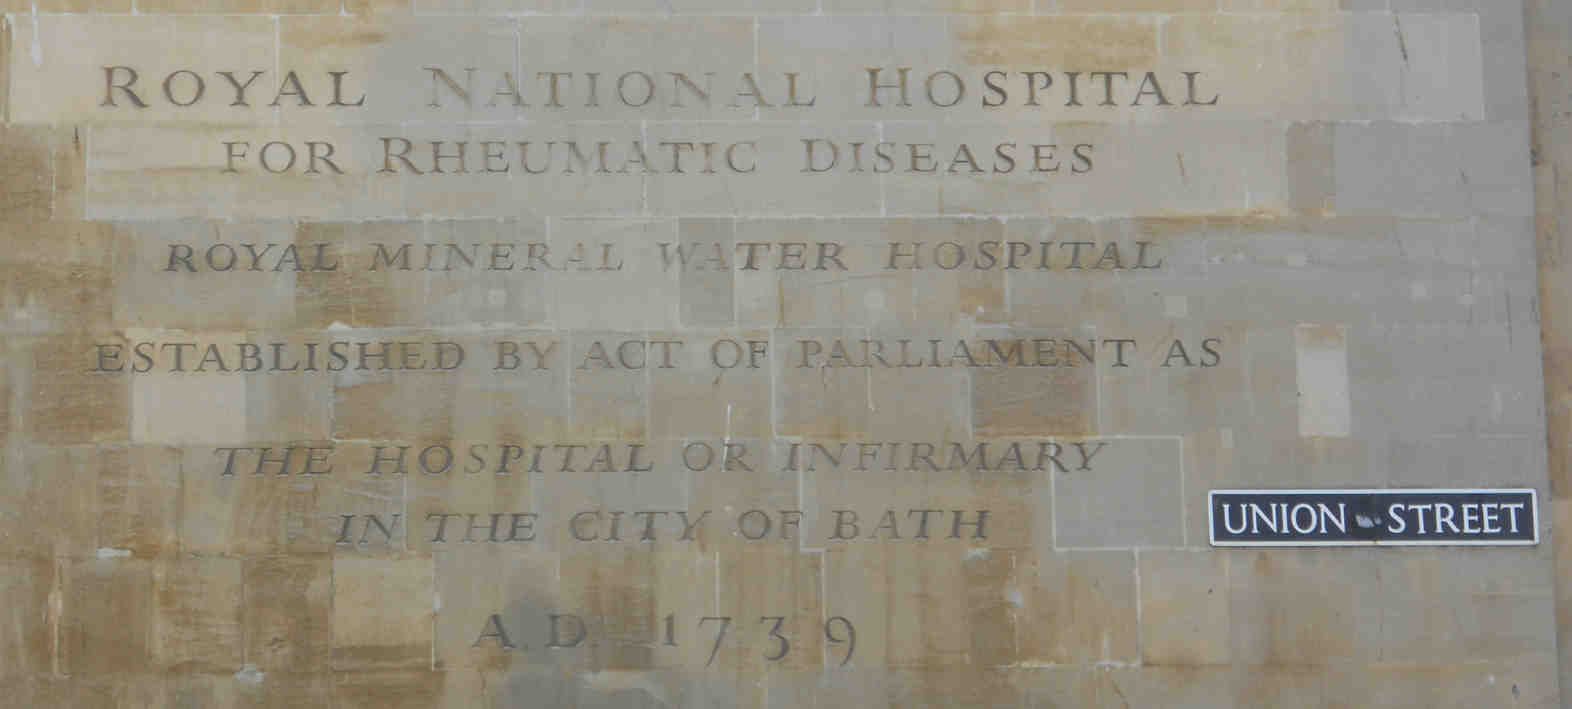 ROYAL NATIONAL HOSPITAL
FOR RHEUMATIC DISEASES
ROYAL MINERAL WATER HOSPITAL
ESTABLISHED BY ACT OF PARLIAMENT AS
THE HOSPITAL OR INFIRMARY
IN THE CITY OF BATH
A.D. 1739
UNION STREET